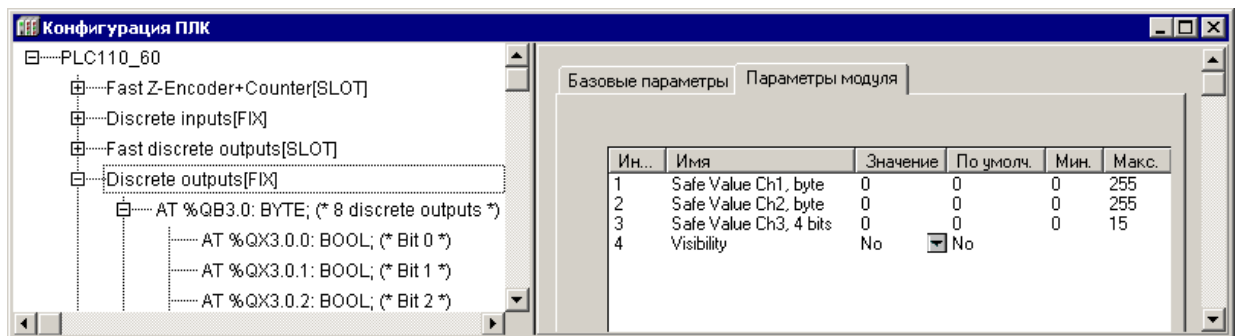 Конфигурация ПЛК
PLC110_60
Fast Z-Encoder+Counter[SLOT]
Discrete inputs[FIX]
Fast discrete outputs[SLOT]
Discrete outputs[FIX]
AT %QB3.0: BYTE; (* 8 discrete outputs *)
AT %QX3.0.0: BOOL; (* Bit 0 *)
AT %QX3.0.1: BOOL; (* Bit 1 *)
AT %QX3.0.2: BOOL; (* Bit 2 *)
Базовые параметры Параметры модуля
Ин... Имя Значение По умолч. Мин. Макс.
1 Safe Value Ch1, byte 0 0 0 255
2 Safe Value Ch2, byte 0 0 0 255
3 Safe Value Ch3, 4 bits 0 0 0 15
4 Visibility No No